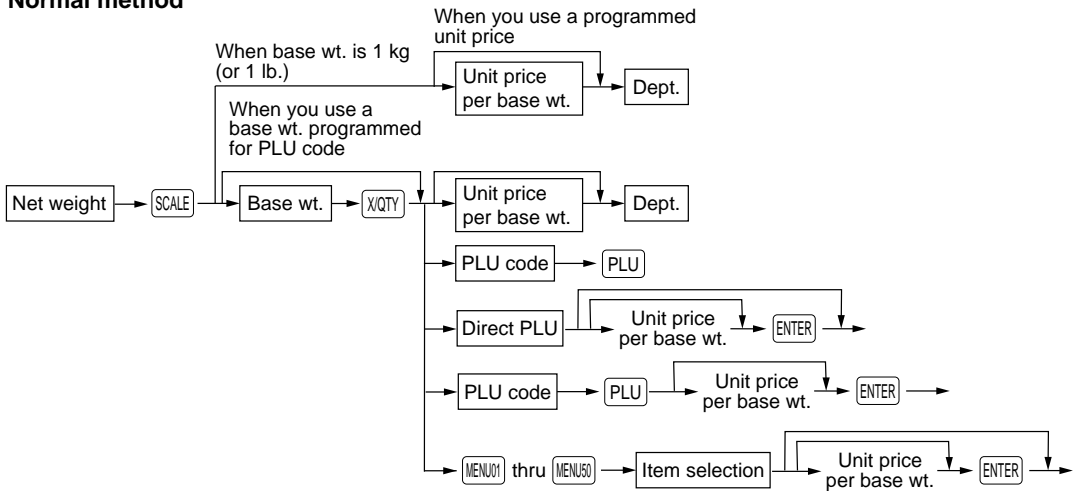 Normal method
When you use a programmed
unit price
When base wt. is 1 kg
(or 1 lb.)
Unit price
per base wt.
Dept.
When you use a
base wt. programmed
for PLU code
Net weight
SCALE
Base wt.
X/QTY
Unit price
per base wt.
Dept.
PLU code
PLU
Direct PLU
Unit price
per base wt.
ENTER
PLU code
PLU
Unit price
per base wt.
ENTER
MENU01 thru MENU50
Item selection
Unit price
per base wt.
ENTER